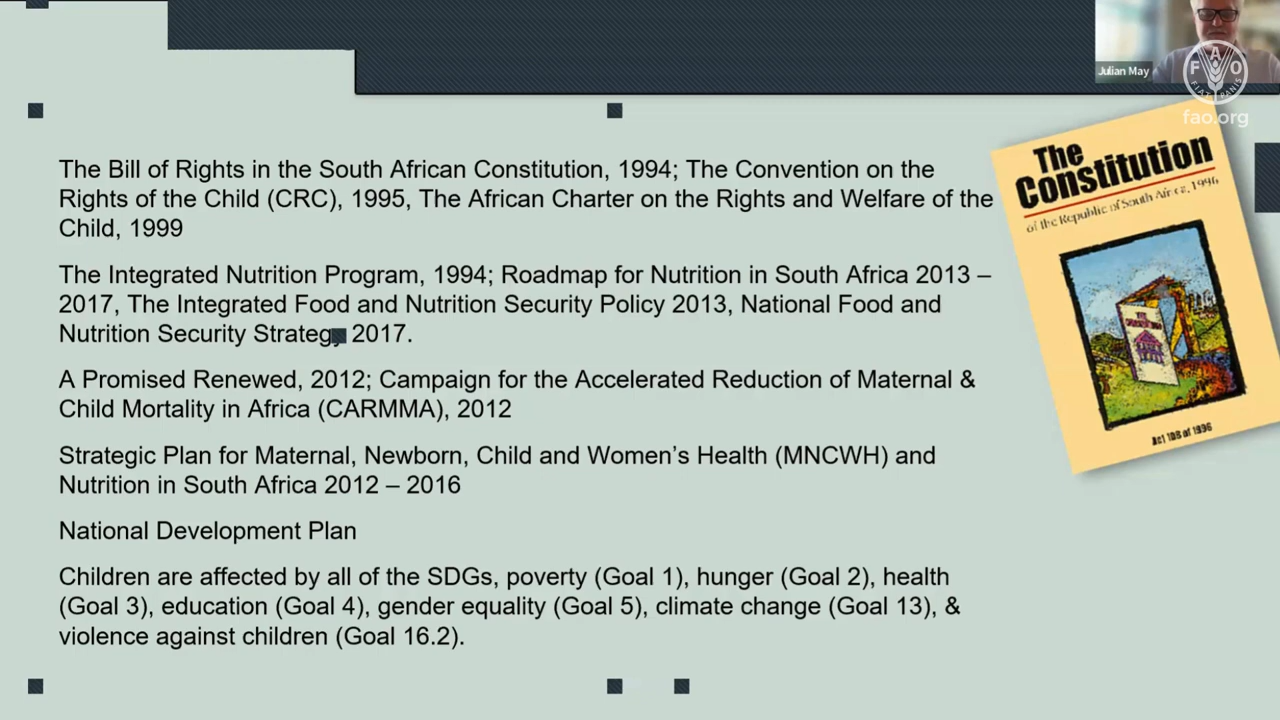 Julian May
F A O
FIAT PANIS
fao.org
The Bill of Rights in the South African Constitution, 1994; The Convention on the
Rights of the Child (CRC), 1995, The African Charter on the Rights and Welfare of the
Child, 1999
The Integrated Nutrition Program, 1994; Roadmap for Nutrition in South Africa 2013 –
2017, The Integrated Food and Nutrition Security Policy 2013, National Food and
Nutrition Security Strategy 2017.
A Promised Renewed, 2012; Campaign for the Accelerated Reduction of Maternal &
Child Mortality in Africa (CARMMA), 2012
Strategic Plan for Maternal, Newborn, Child and Women’s Health (MNCWH) and
Nutrition in South Africa 2012 – 2016
National Development Plan
Children are affected by all of the SDGs, poverty (Goal 1), hunger (Goal 2), health
(Goal 3), education (Goal 4), gender equality (Goal 5), climate change (Goal 13), &
violence against children (Goal 16.2).
The
Constitution
of the Republic of South Africa, 1996
Act 108 of 1996